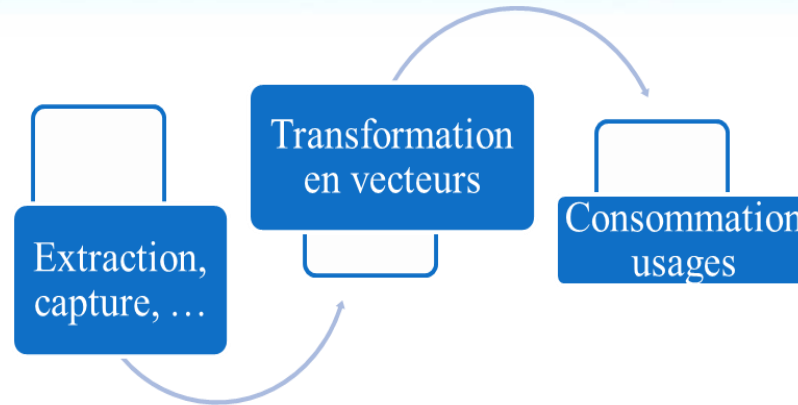 Extraction,
capture, …
Transformation
en vecteurs
Consommation
usages